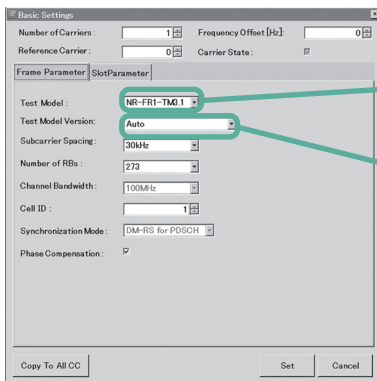 Basic Settings
Number of Carriers : 1 Frequency Offset [Hz]: 0
Reference Carrier : 0 Carrier State :
Frame Parameter SlotParameter
Test Model : NR-FR1-TM3.1
Test Model Version: Auto
Subcarrier Spacing: 30kHz
Number of RBs : 273
Channel Bandwidth : 100MHz
Cell ID : 1
Synchronization Mode : DM-RS for PDSCH
Phase Compensation :
Copy To All CC Set Cancel